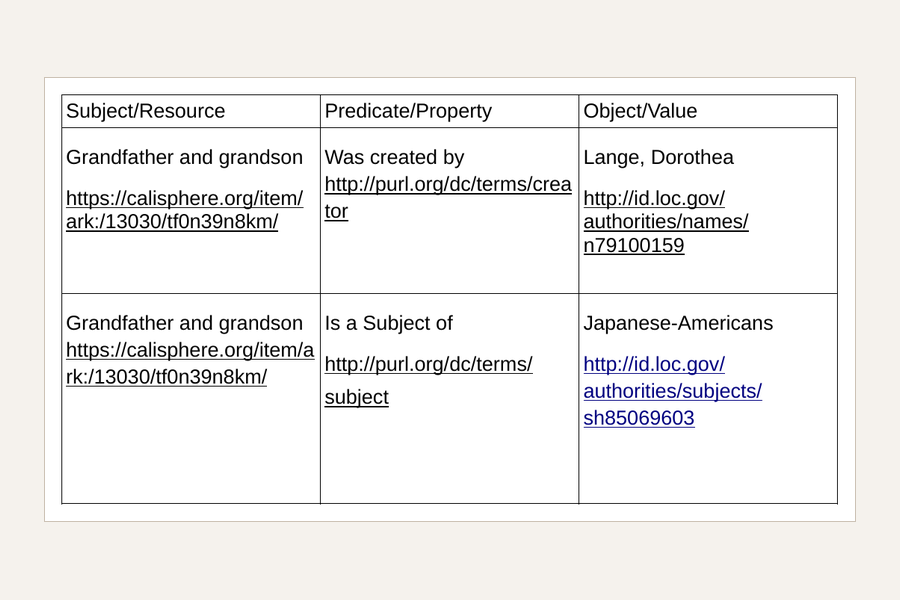 Subject/Resource
Predicate/Property
Object/Value
Grandfather and grandson
https://calisphere.org/item/
ark:/13030/tf0n39n8km/
Was created by
http://purl.org/dc/terms/crea
tor
Lange, Dorothea
http://id.loc.gov/
authorities/names/
n79100159
Grandfather and grandson
https://calisphere.org/item/a
rk:/13030/tf0n39n8km/
Is a Subject of
http://purl.org/dc/terms/
subject
Japanese-Americans
http://id.loc.gov/
authorities/subjects/
sh85069603